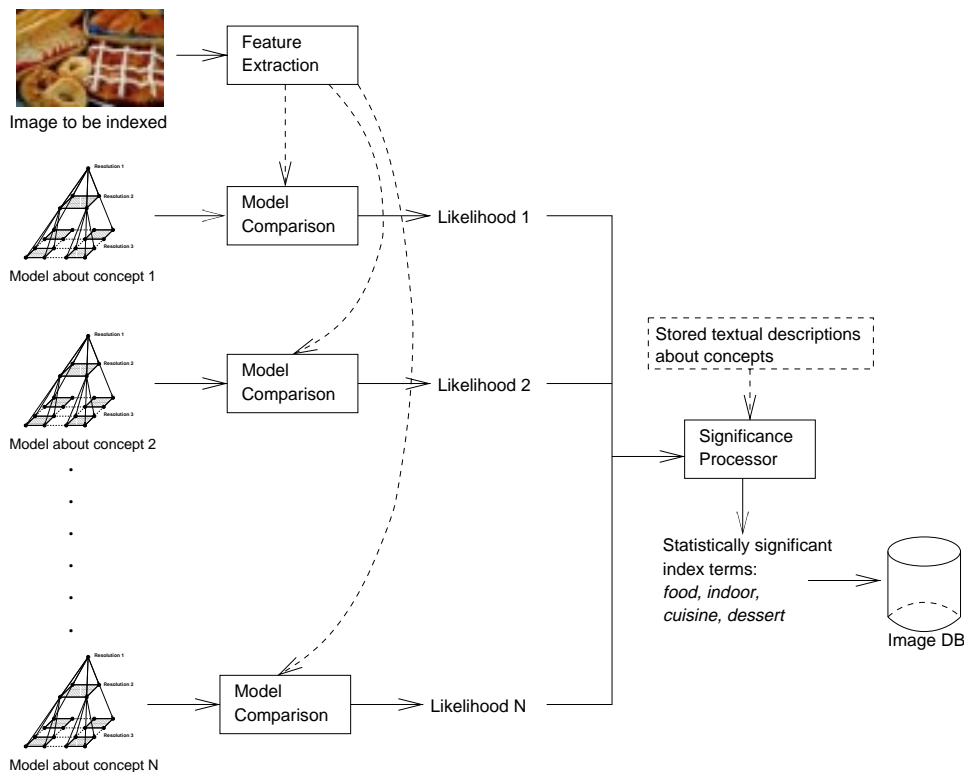 Feature
Extraction
Image to be indexed
Resolution 1
Resolution 2
Resolution 3
Model about concept 1
Model
Comparison
Likelihood 1
Resolution 1
Resolution 2
Resolution 3
Model about concept 2
Model
Comparison
Likelihood 2
Stored textual descriptions
about concepts
Significance
Processor
Statistically significant
index terms:
food, indoor,
cuisine, dessert
Image DB
Resolution 1
Resolution 2
Resolution 3
Model about concept N
Model
Comparison
Likelihood N